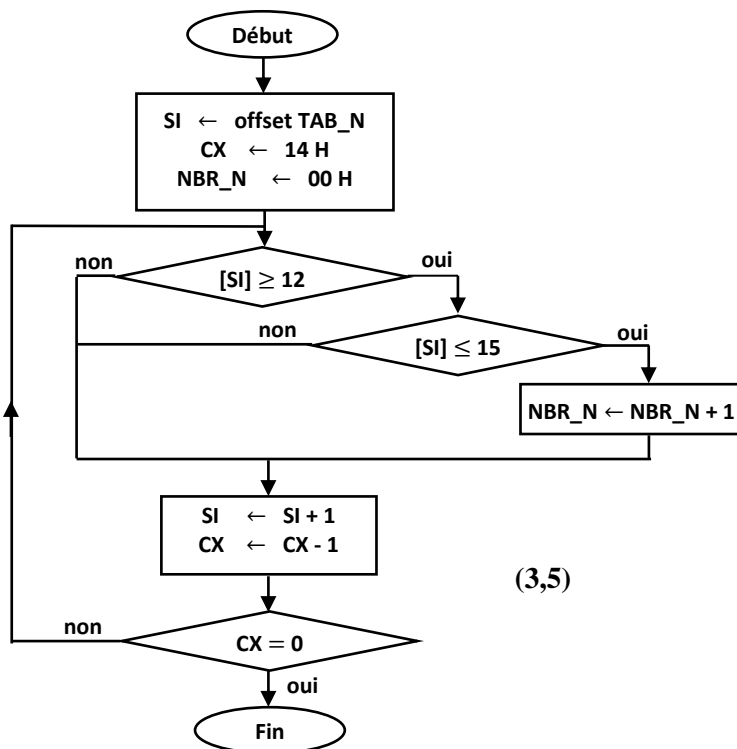 Début
SI ← offset TAB_N
CX ← 14 H
NBR_N ← 00 H
non
oui
[SI] ≥ 12
non
oui
[SI] ≤ 15
NBR_N ← NBR_N + 1
SI ← SI + 1
CX ← CX - 1
(3,5)
non
CX = 0
oui
Fin